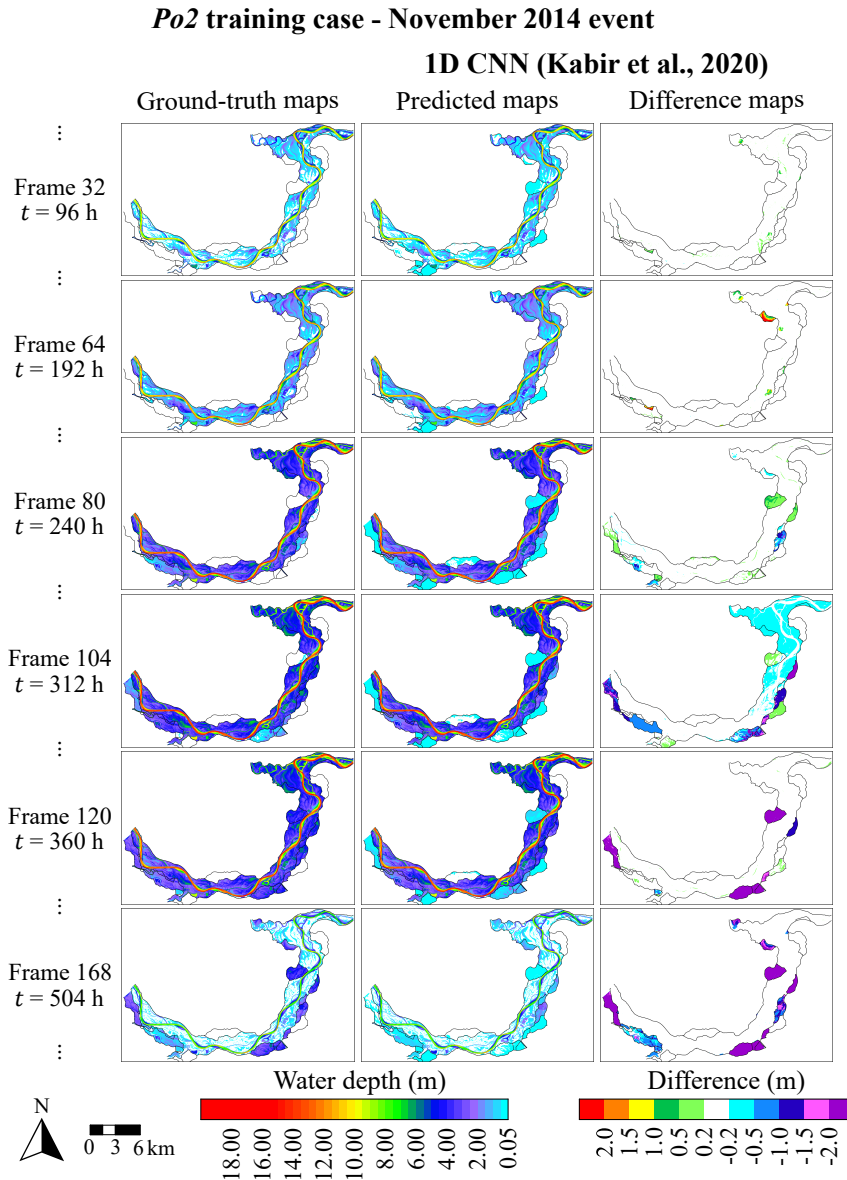 Po2 training case - November 2014 event
1D CNN (Kabir et al., 2020)
Ground-truth maps Predicted maps Difference maps
...
Frame 32
t = 96 h
...
Frame 64
t = 192 h
...
Frame 80
t = 240 h
...
Frame 104
t = 312 h
...
Frame 120
t = 360 h
...
Frame 168
t = 504 h
...
Water depth (m) Difference (m)
N
0 3 6 km
18.00 16.00 14.00 12.00 10.00 8.00 6.00 4.00 2.00 0.05
2.0 1.5 1.0 0.5 0.2 -0.2 -0.5 -1.0 -1.5 -2.0